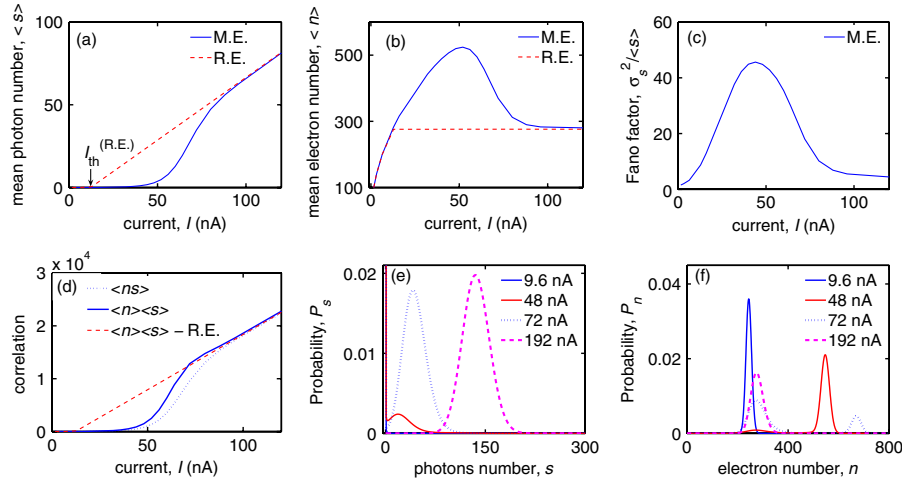 100
50
0
0 50 100
mean photon number, <s>
current, I (nA)
(a)
M.E.
R.E.
I_th^(R.E.)
500
300
100
0 50 100
mean electron number, <n>
current, I (nA)
(b)
M.E.
R.E.
60
40
20
0
0 50 100
Fano factor, σ_s^2/<s>
current, I (nA)
(c)
M.E.
x 10^4
3
2
1
0
0 50 100
correlation
current, I (nA)
(d)
<ns>
<n><s>
<n><s> – R.E.
0.02
0.01
0
0 150 300
Probability, P_s
photons number, s
(e)
9.6 nA
48 nA
72 nA
192 nA
0.04
0.02
0.00
0 400 800
Probability, P_n
electron number, n
(f)
9.6 nA
48 nA
72 nA
192 nA